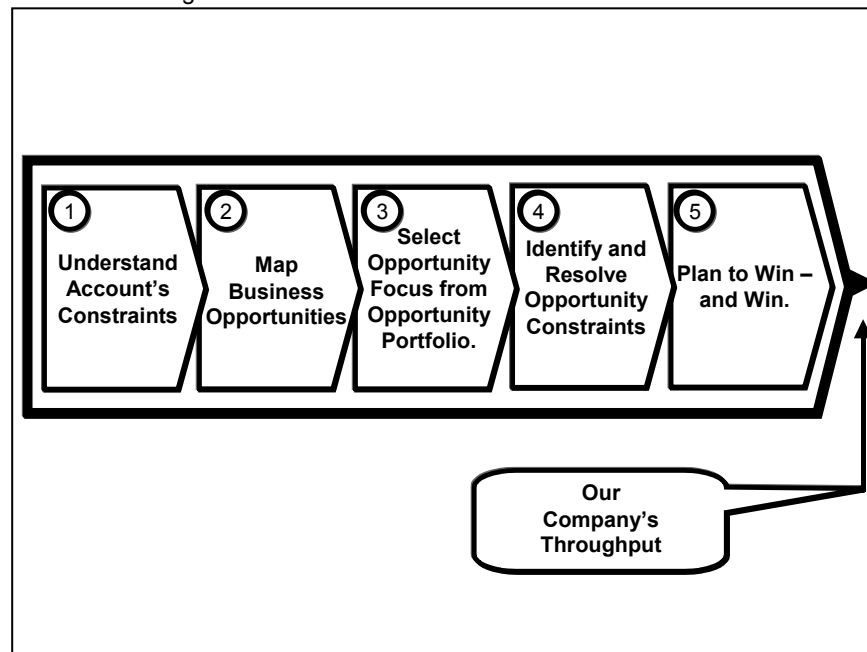 1
Understand
Account's
Constraints
2
Map
Business
Opportunities
3
Select
Opportunity
Focus from
Opportunity
Portfolio.
4
Identify and
Resolve
Opportunity
Constraints
5
Plan to Win –
and Win.
Our
Company's
Throughput